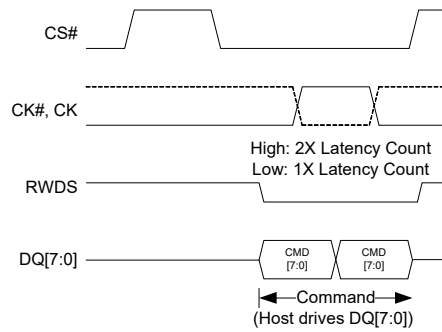 CS#
CK#, CK
High: 2X Latency Count
Low: 1X Latency Count
RWDS
DQ[7:0]
CMD
[7:0]
CMD
[7:0]
Command
(Host drives DQ[7:0])